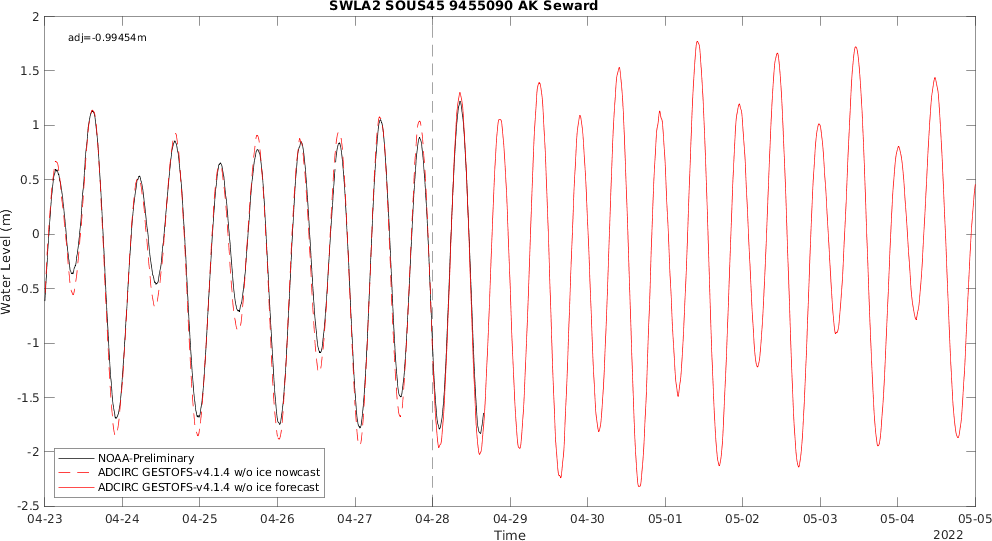 SWLA2 SOUS45 9455090 AK Seward
adj=-0.99454m
2
1.5
1
0.5
0
-0.5
-1
-1.5
-2
-2.5
Water Level (m)
NOAA-Preliminary
ADCIRC GESTOFS-v4.1.4 w/o ice nowcast
ADCIRC GESTOFS-v4.1.4 w/o ice forecast
04-23 04-24 04-25 04-26 04-27 04-28 04-29 04-30 05-01 05-02 05-03 05-04 05-05
Time
2022